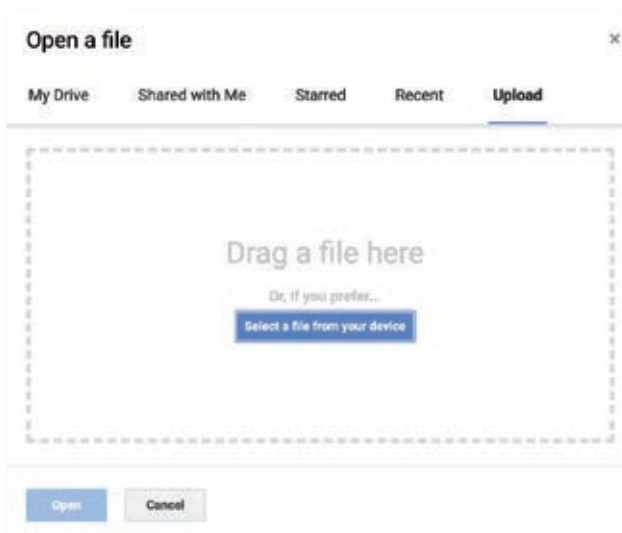 Open a file ×
My Drive Shared with Me Starred Recent Upload
Drag a file here
Or, if you prefer...
Select a file from your device
Open Cancel